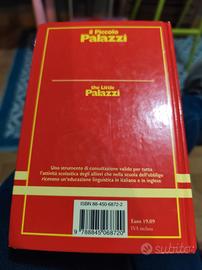 il Piccolo
Palazzi
the Little
Palazzi
Uno strumento di consultazione valido per tutta
l'attività scolastica degli allievi che nella scuola dell'obbligo
ricevono un'educazione linguistica in italiano e in inglese
ISBN 88-450-6872-2
9 788845 068720
Euro 19,09
IVA inclusa
subito